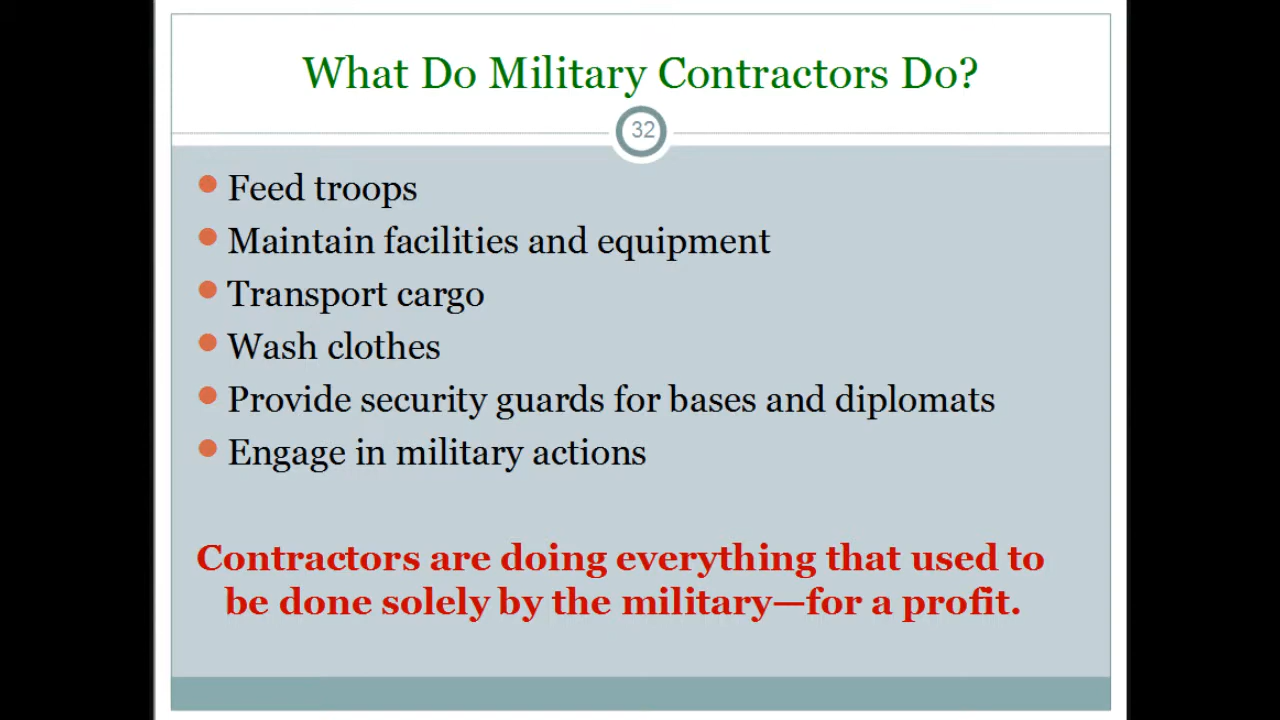 What Do Military Contractors Do?
32
Feed troops
Maintain facilities and equipment
Transport cargo
Wash clothes
Provide security guards for bases and diplomats
Engage in military actions
Contractors are doing everything that used to
be done solely by the military—for a profit.